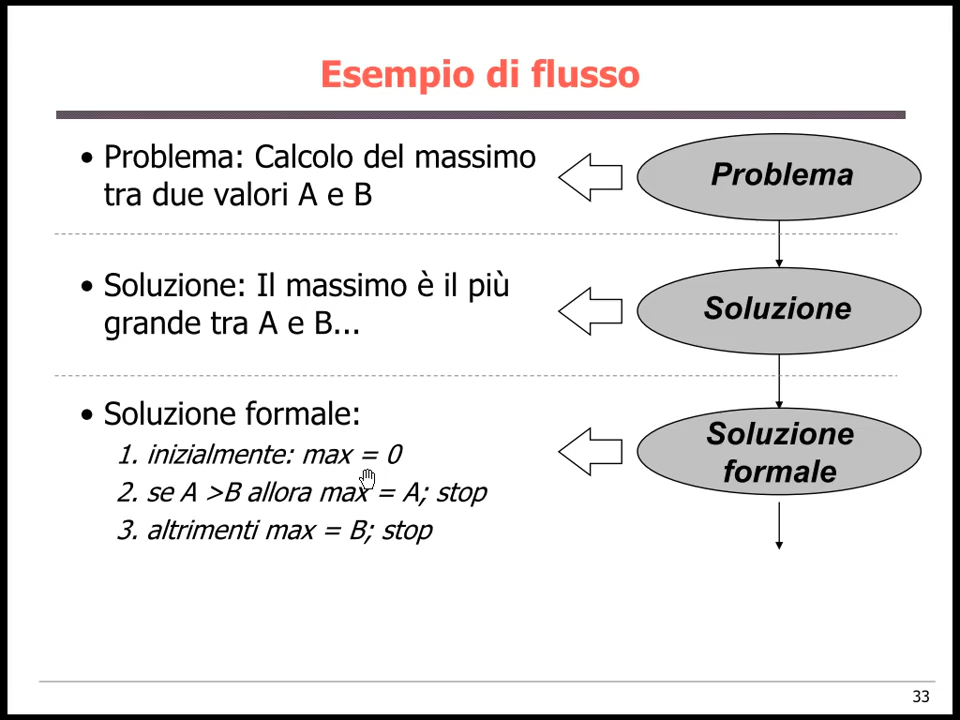 Esempio di flusso
• Problema: Calcolo del massimo
tra due valori A e B
Problema
• Soluzione: Il massimo è il più
grande tra A e B...
Soluzione
• Soluzione formale:
1. inizialmente: max = 0
2. se A >B allora max = A; stop
3. altrimenti max = B; stop
Soluzione
formale
33